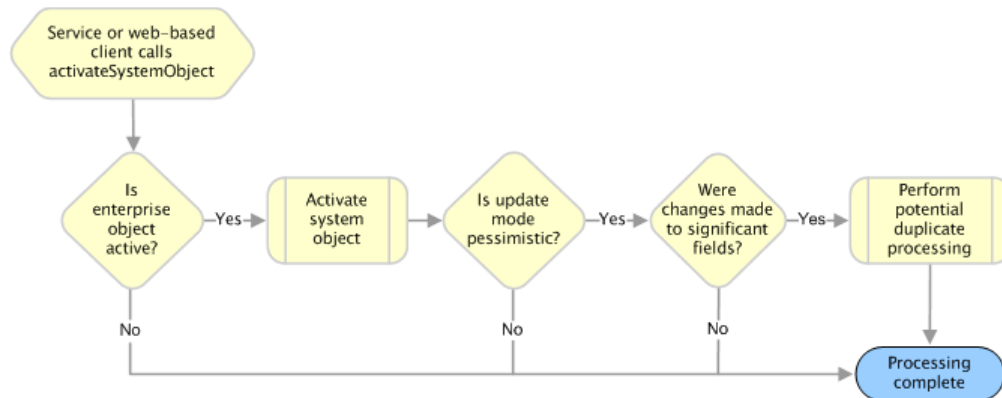 Service or web-based
client calls
activateSystemObject
Is
enterprise
object
active?
Yes
Activate
system
object
Is update
mode
pessimistic?
Yes
Were
changes made
to significant
fields?
Yes
Perform
potential
duplicate
processing
No
No
No
Processing
complete